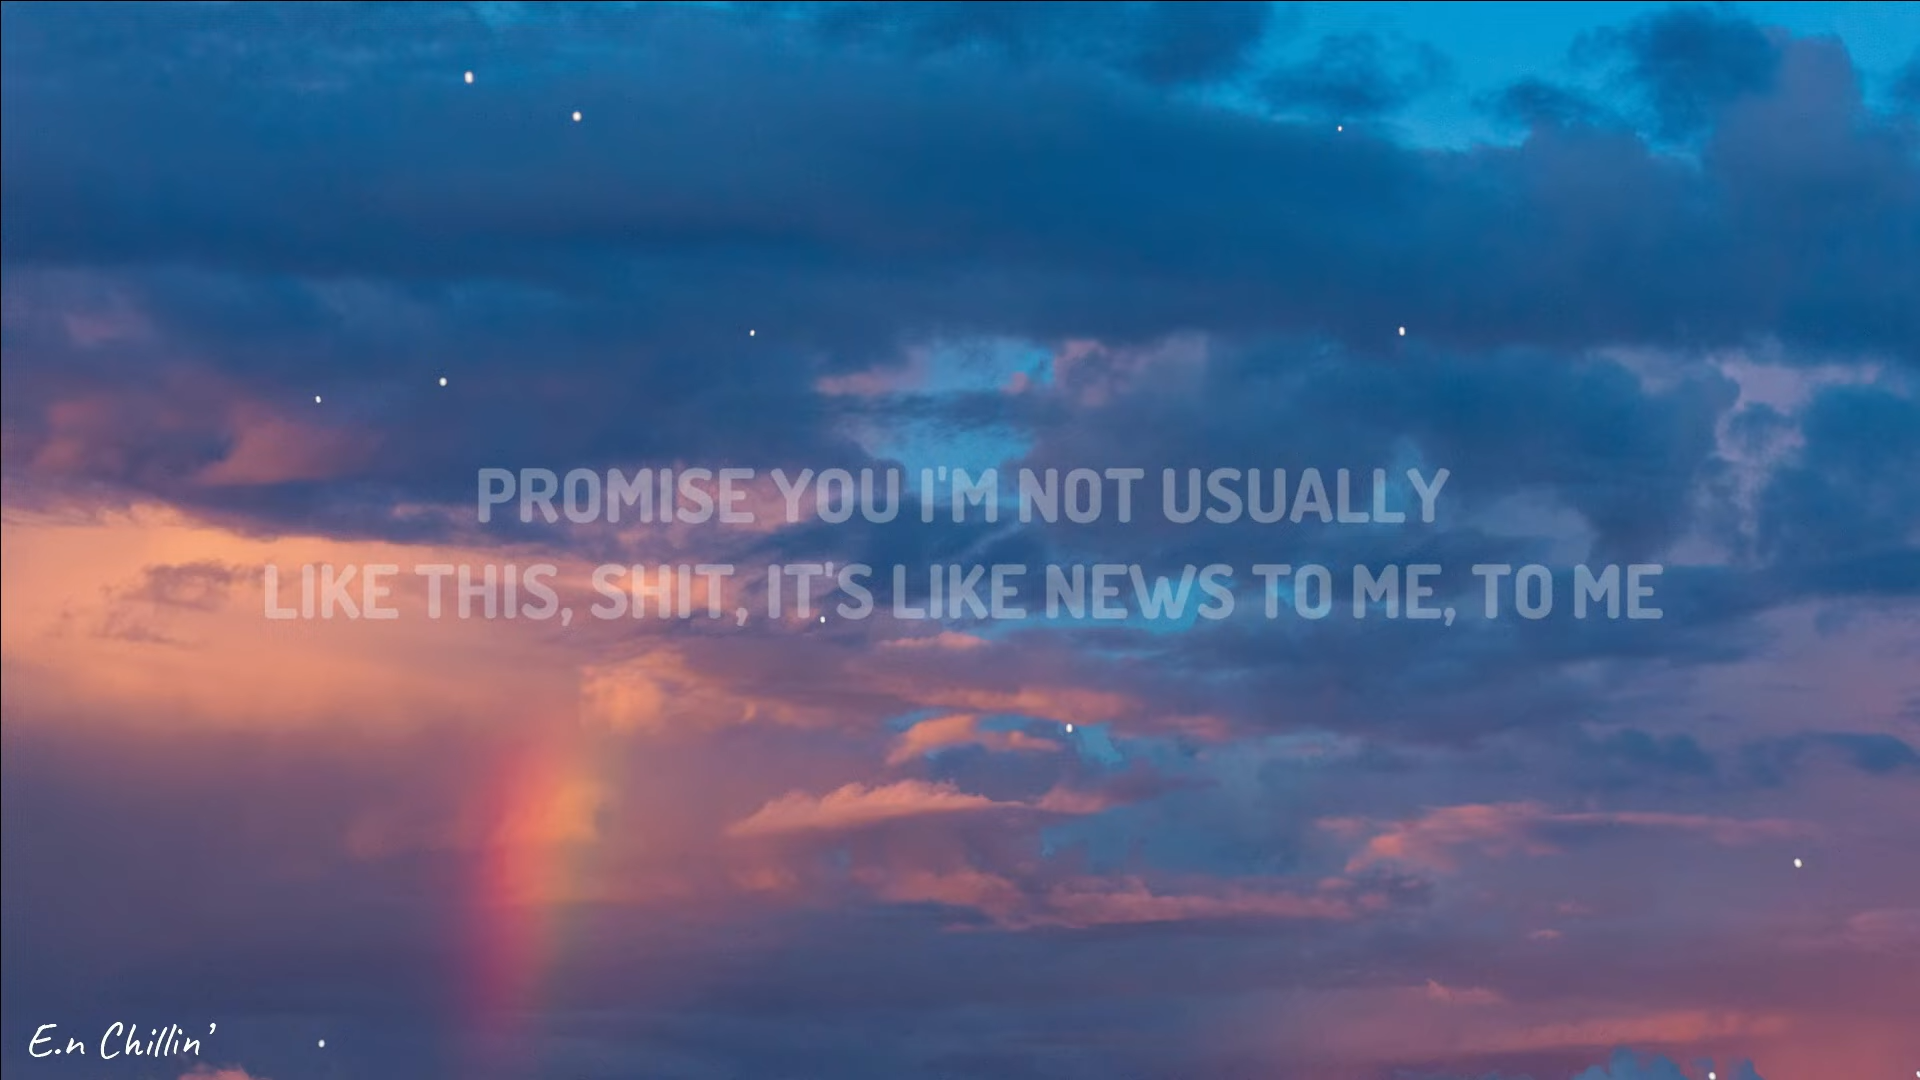 PROMISE YOU I'M NOT USUALLY
LIKE THIS, SHIT, IT'S LIKE NEWS TO ME, TO ME
E.n Chillin'